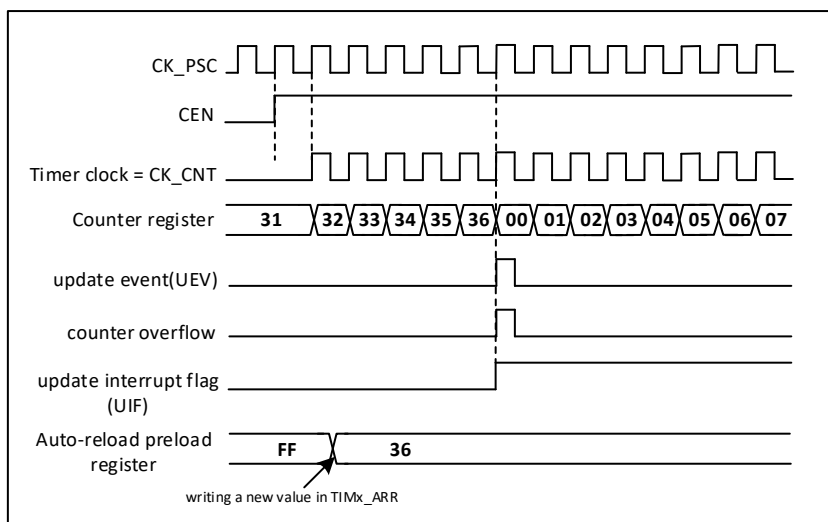 CK_PSC
CEN
Timer clock = CK_CNT
Counter register 31 32 33 34 35 36 00 01 02 03 04 05 06 07
update event(UEV)
counter overflow
update interrupt flag
(UIF)
Auto-reload preload
register
FF 36
writing a new value in TIMx_ARR